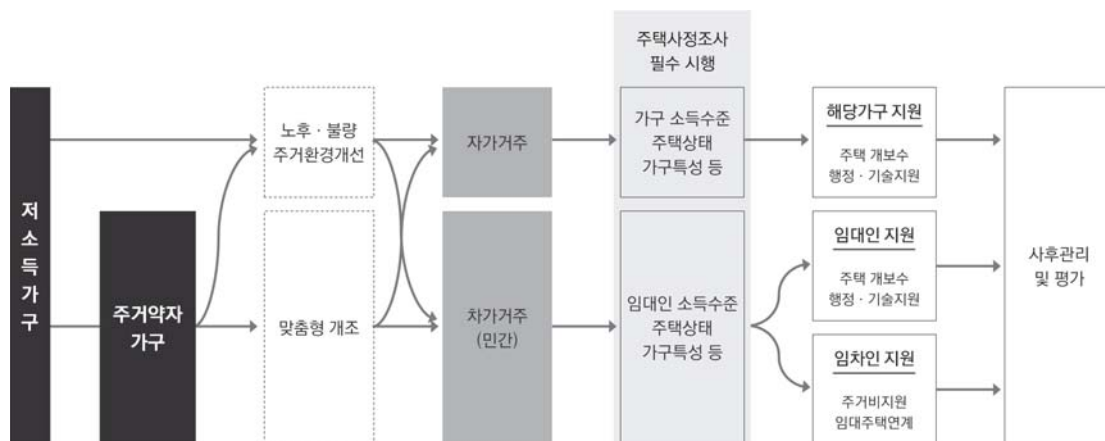 저소득가구
주거약자
가구
노후 · 불량
주거환경개선
맞춤형 개조
자가거주
차가거주
(민간)
주택사정조사
필수 시행
가구 소득수준
주택상태
가구특성 등
임대인 소득수준
주택상태
가구특성 등
해당가구 지원
주택 개보수
행정 · 기술지원
임대인 지원
주택 개보수
행정 · 기술지원
임차인 지원
주거비지원
임대주택연계
사후관리
및 평가